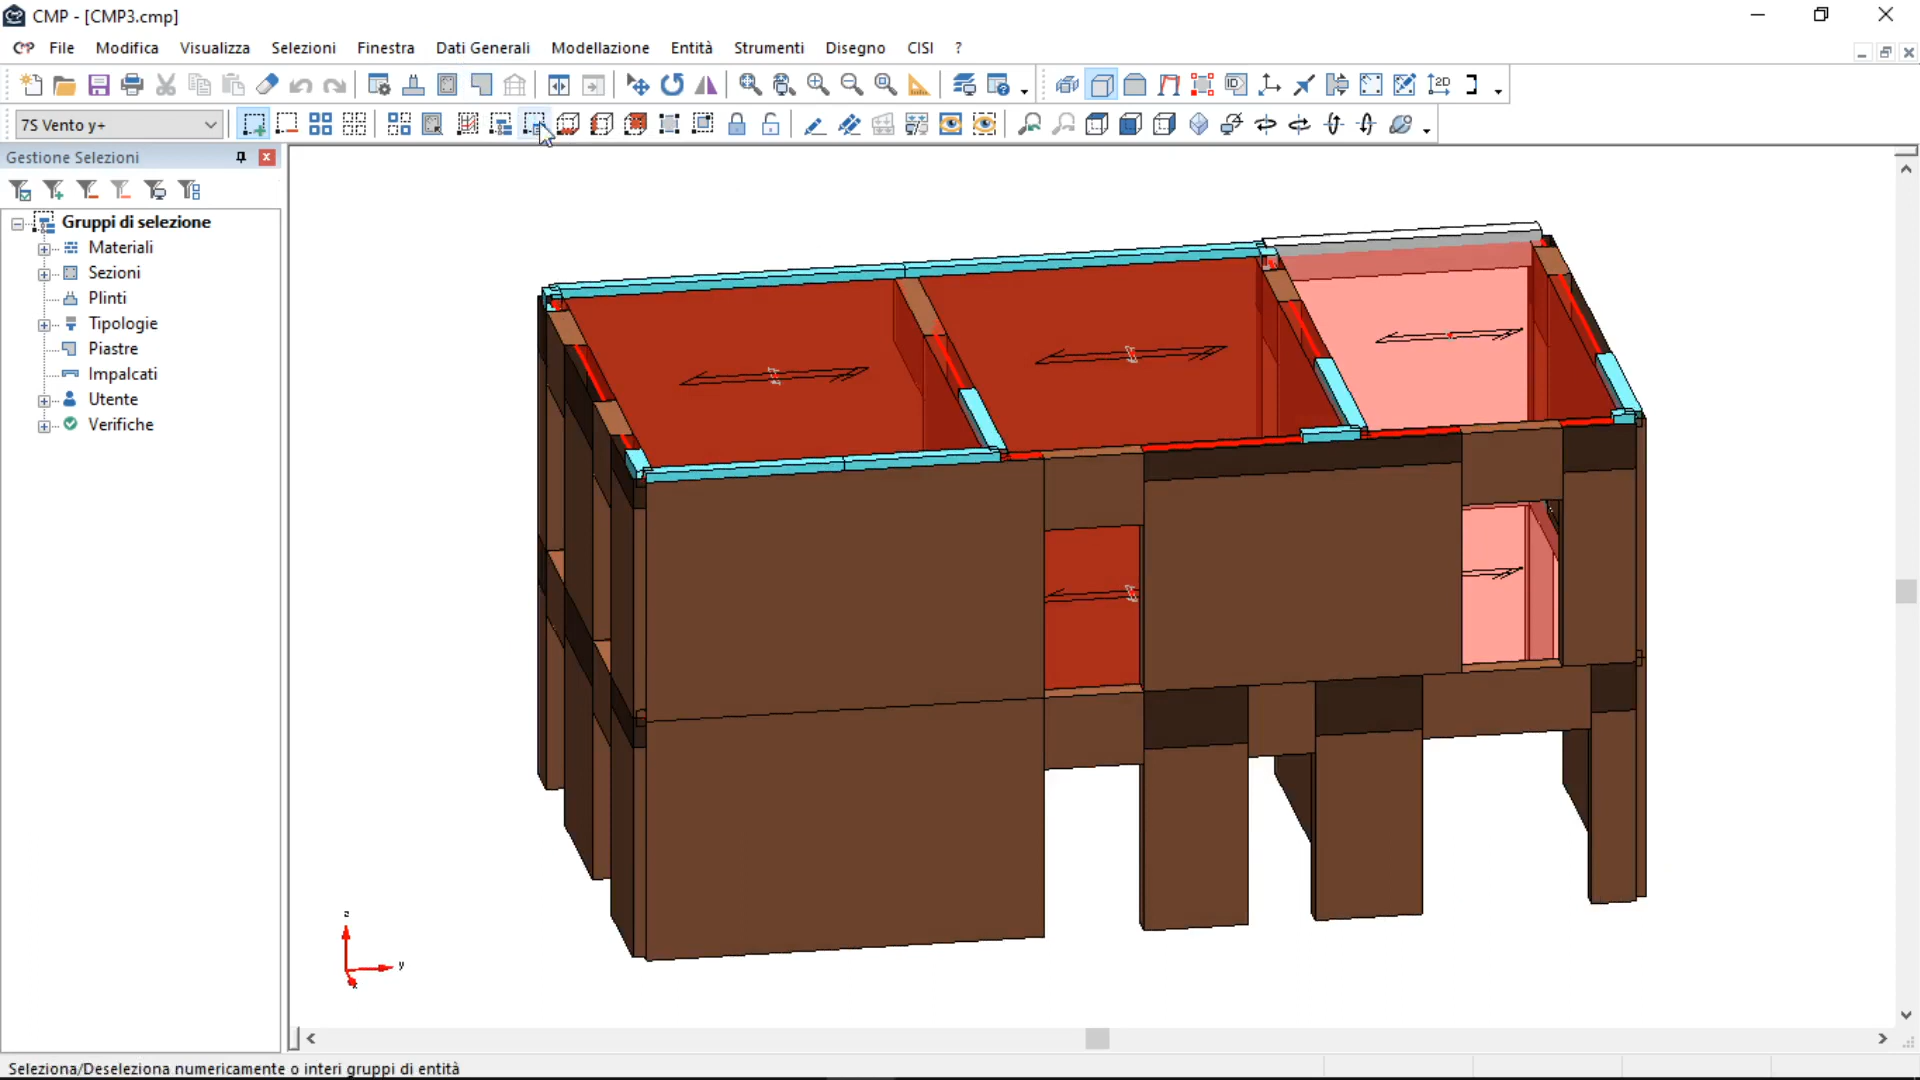 CMP - [CMP3.cmp]
File Modifica Visualizza Selezioni Finestra Dati Generali Modellazione Entità Strumenti Disegno CISI ?
2D
7S Vento y+
Gestione Selezioni
Gruppi di selezione
Materiali
Sezioni
Plinti
Tipologie
Piastre
Impalcati
Utente
Verifiche
z
y
x
Seleziona/Deseleziona numericamente o interi gruppi di entità